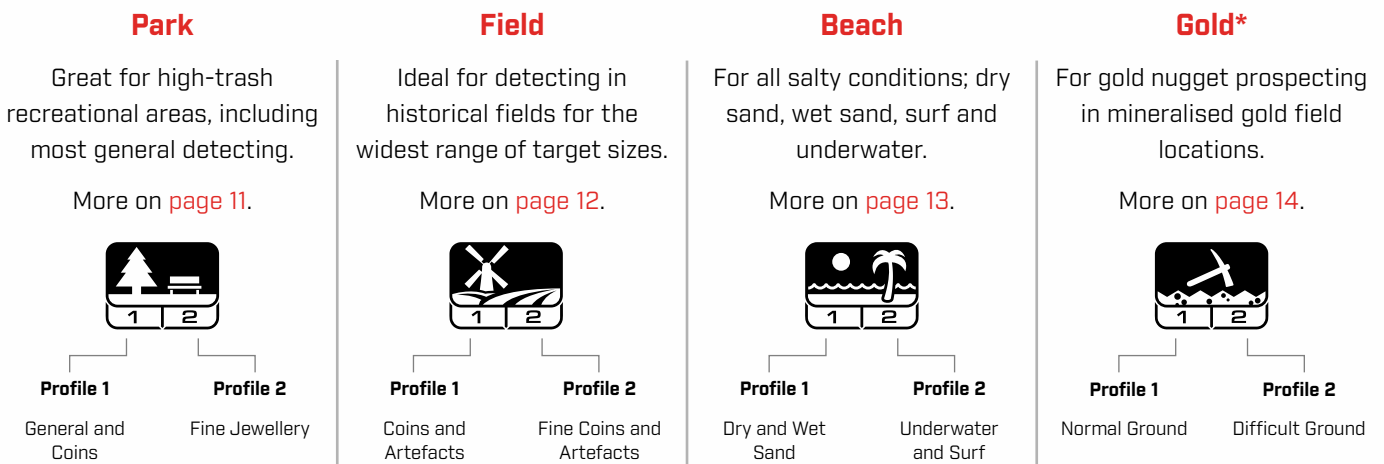 Park
Great for high-trash
recreational areas, including
most general detecting.
More on page 11.
1 2
Profile 1 Profile 2
General and
Coins
Fine Jewellery
Field
Ideal for detecting in
historical fields for the
widest range of target sizes.
More on page 12.
1 2
Profile 1 Profile 2
Coins and
Artefacts
Fine Coins and
Artefacts
Beach
For all salty conditions; dry
sand, wet sand, surf and
underwater.
More on page 13.
1 2
Profile 1 Profile 2
Dry and Wet
Sand
Underwater
and Surf
Gold*
For gold nugget prospecting
in mineralised gold field
locations.
More on page 14.
1 2
Profile 1 Profile 2
Normal Ground
Difficult Ground